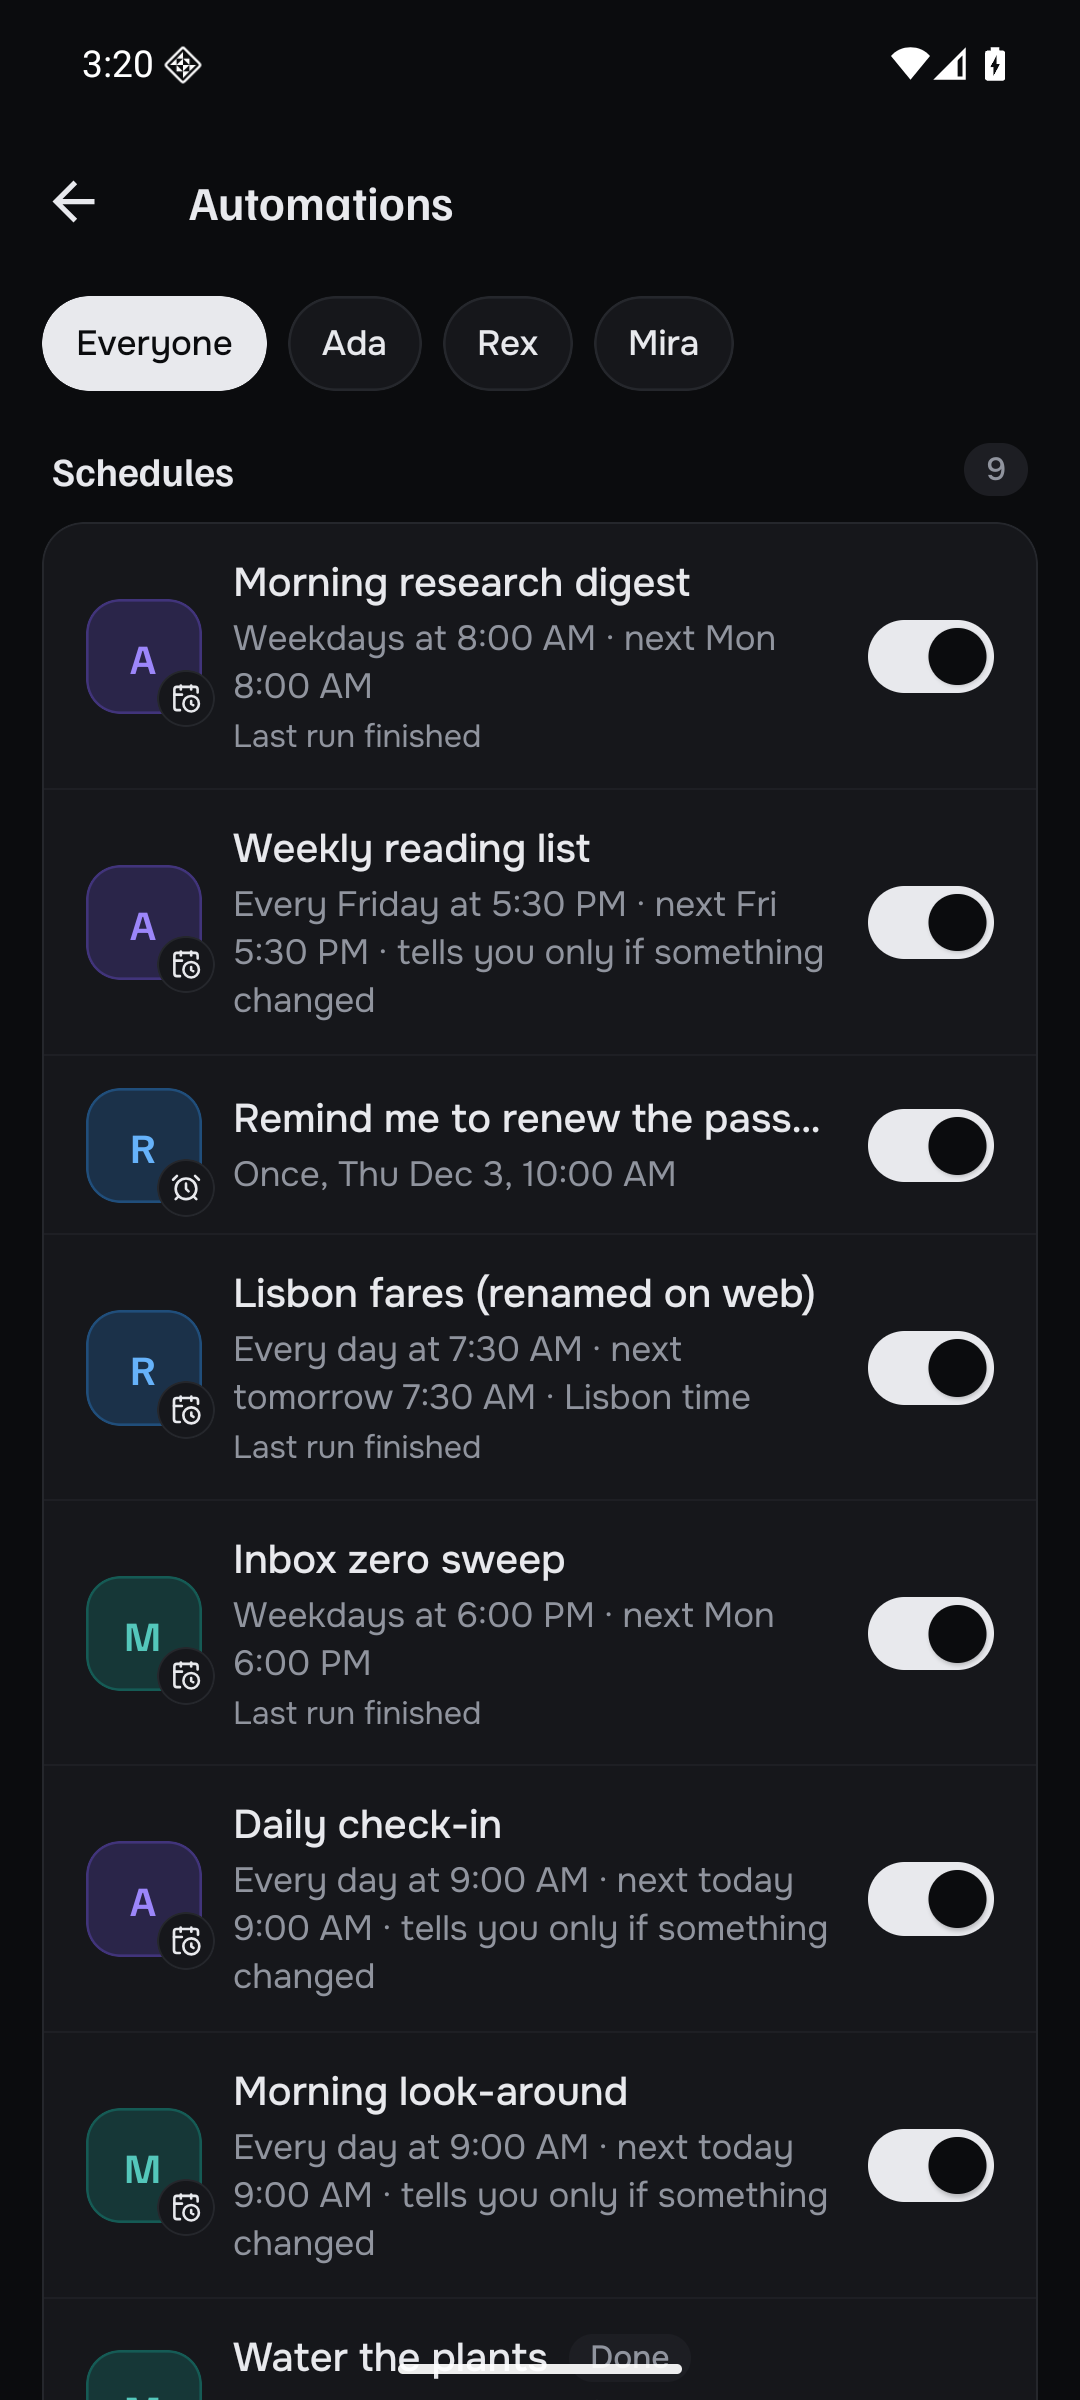 3:20
Automations
Everyone
Ada
Rex
Mira
Schedules
9
Morning research digest
A
Weekdays at 8:00 AM · next Mon
8:00 AM
Last run finished
Weekly reading list
A
Every Friday at 5:30 PM · next Fri
5:30 PM · tells you only if something
changed
Remind me to renew the pass...
R
Once, Thu Dec 3, 10:00 AM
Lisbon fares (renamed on web)
R
Every day at 7:30 AM · next
tomorrow 7:30 AM · Lisbon time
Last run finished
Inbox zero sweep
M
Weekdays at 6:00 PM · next Mon
6:00 PM
Last run finished
Daily check-in
A
Every day at 9:00 AM · next today
9:00 AM · tells you only if something
changed
Morning look-around
M
Every day at 9:00 AM · next today
9:00 AM · tells you only if something
changed
Water the plants
Done
M